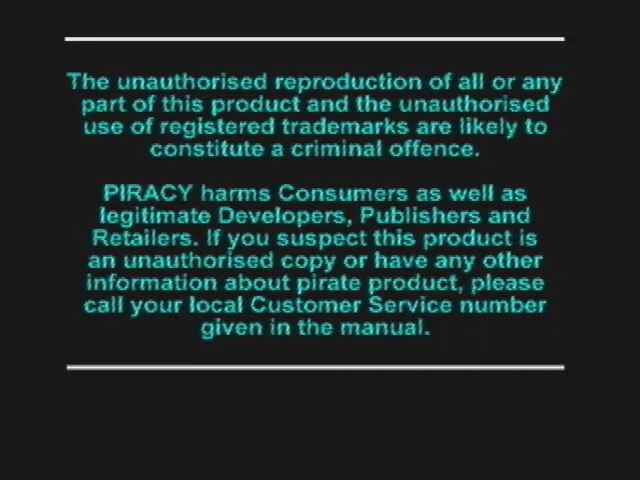 The unauthorised reproduction of all or any
part of this product and the unauthorised
use of registered trademarks are likely to
constitute a criminal offence.
PIRACY harms Consumers as well as
legitimate Developers, Publishers and
Retailers. If you suspect this product is
an unauthorised copy or have any other
information about pirate product, please
call your local Customer Service number
given in the manual.